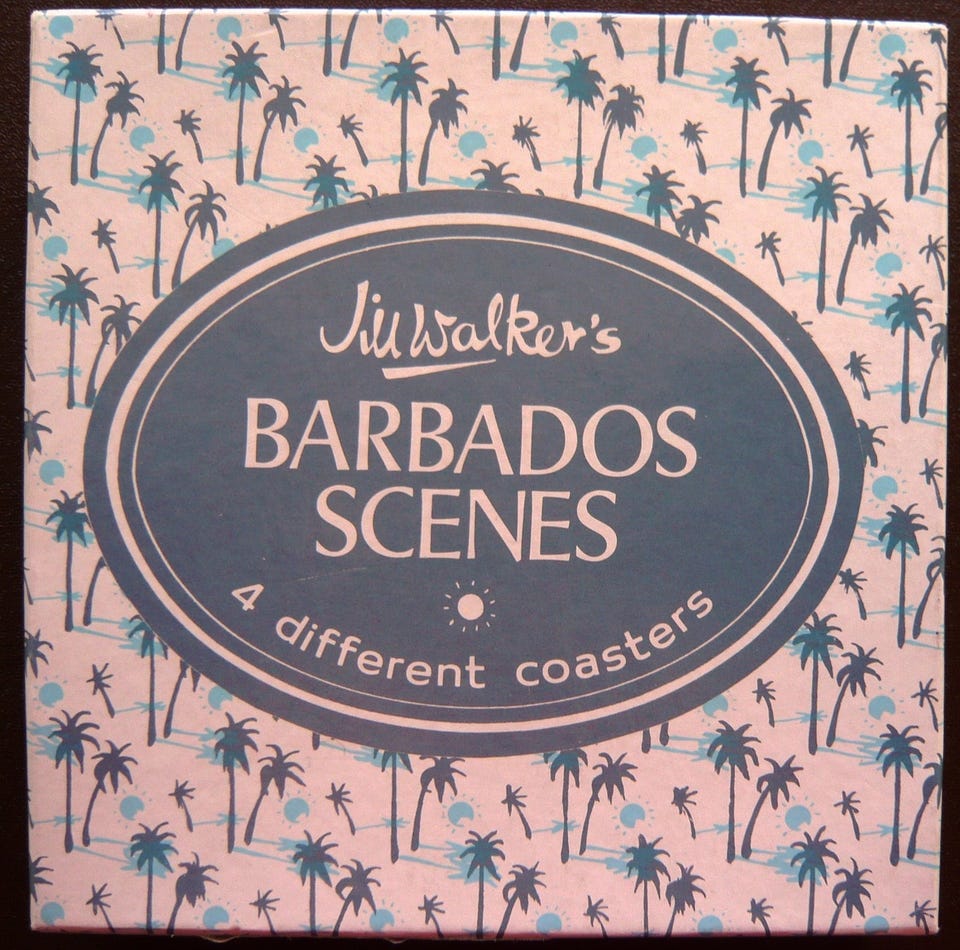 Jill Walker's
BARBADOS
SCENES
4 different coasters